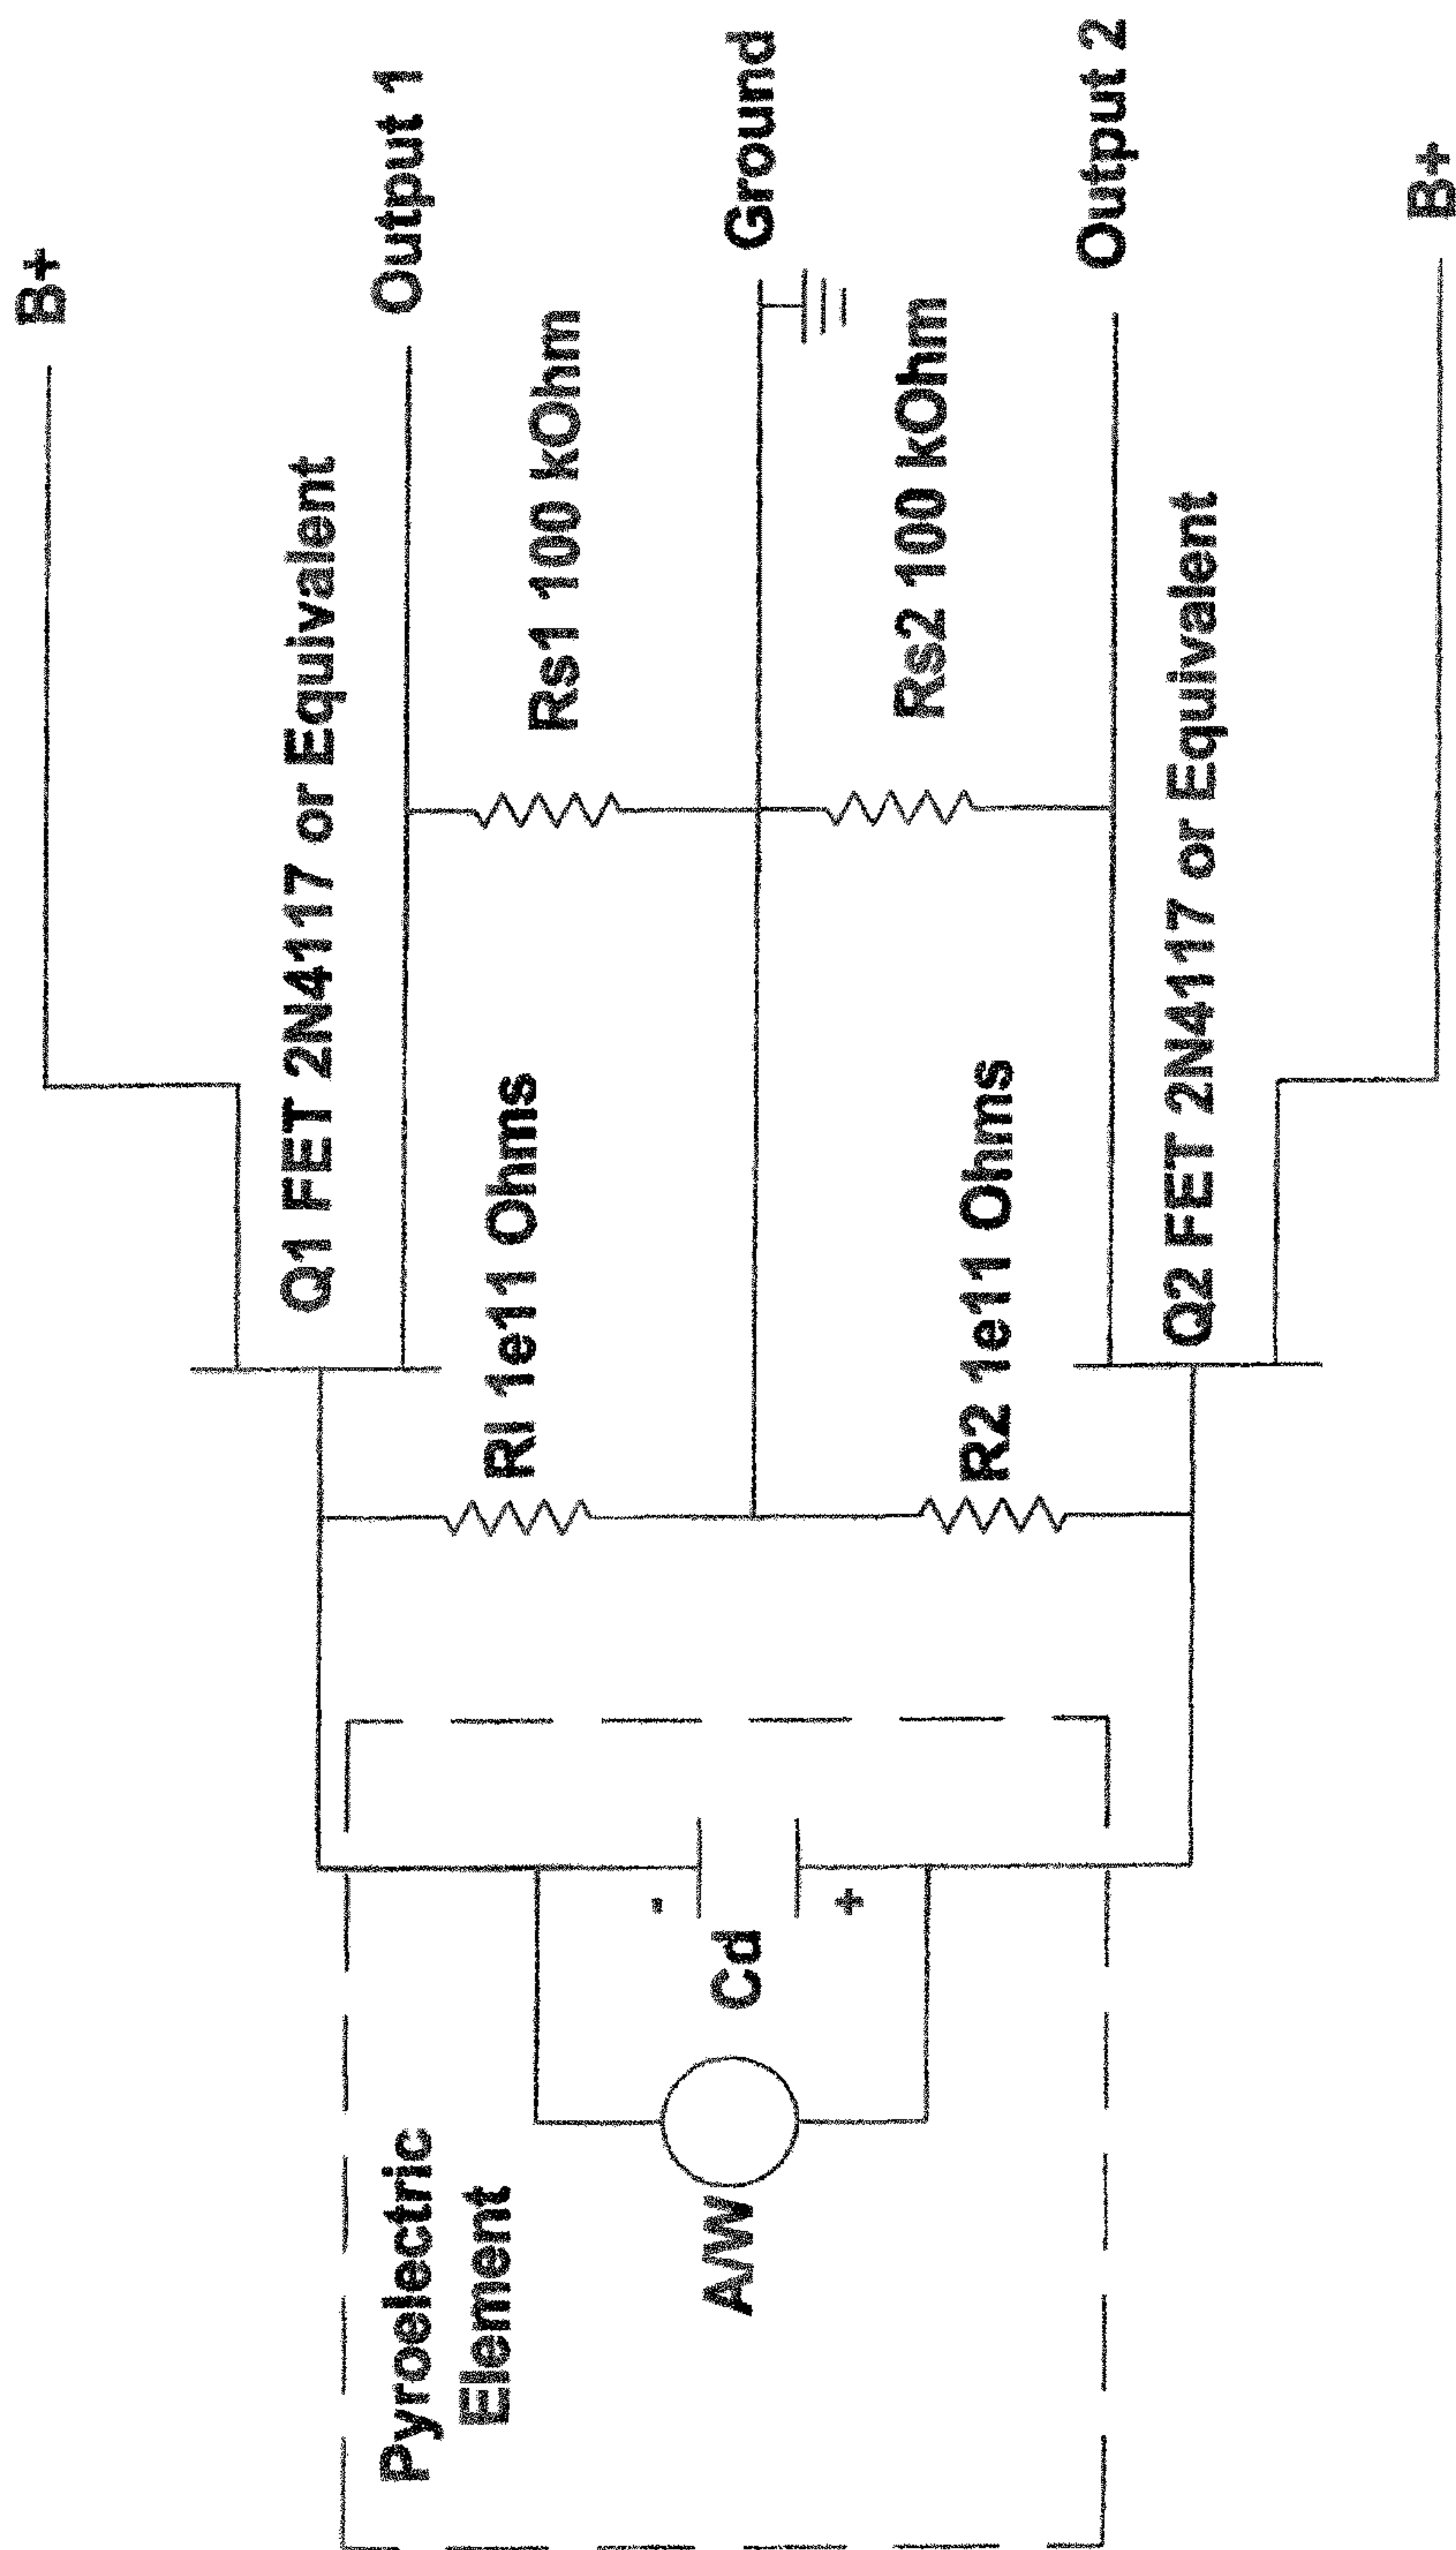 B+
Output 1
Q1 FET 2N4117 or Equivalent
Rs1 100 kOhm
RI 1e11 Ohms
Ground
Rs2 100 kOhm
R2 1e11 Ohms
Output 2
Q2 FET 2N4117 or Equivalent
B+
Pyroelectric
Element
A/W
Cd
-
+